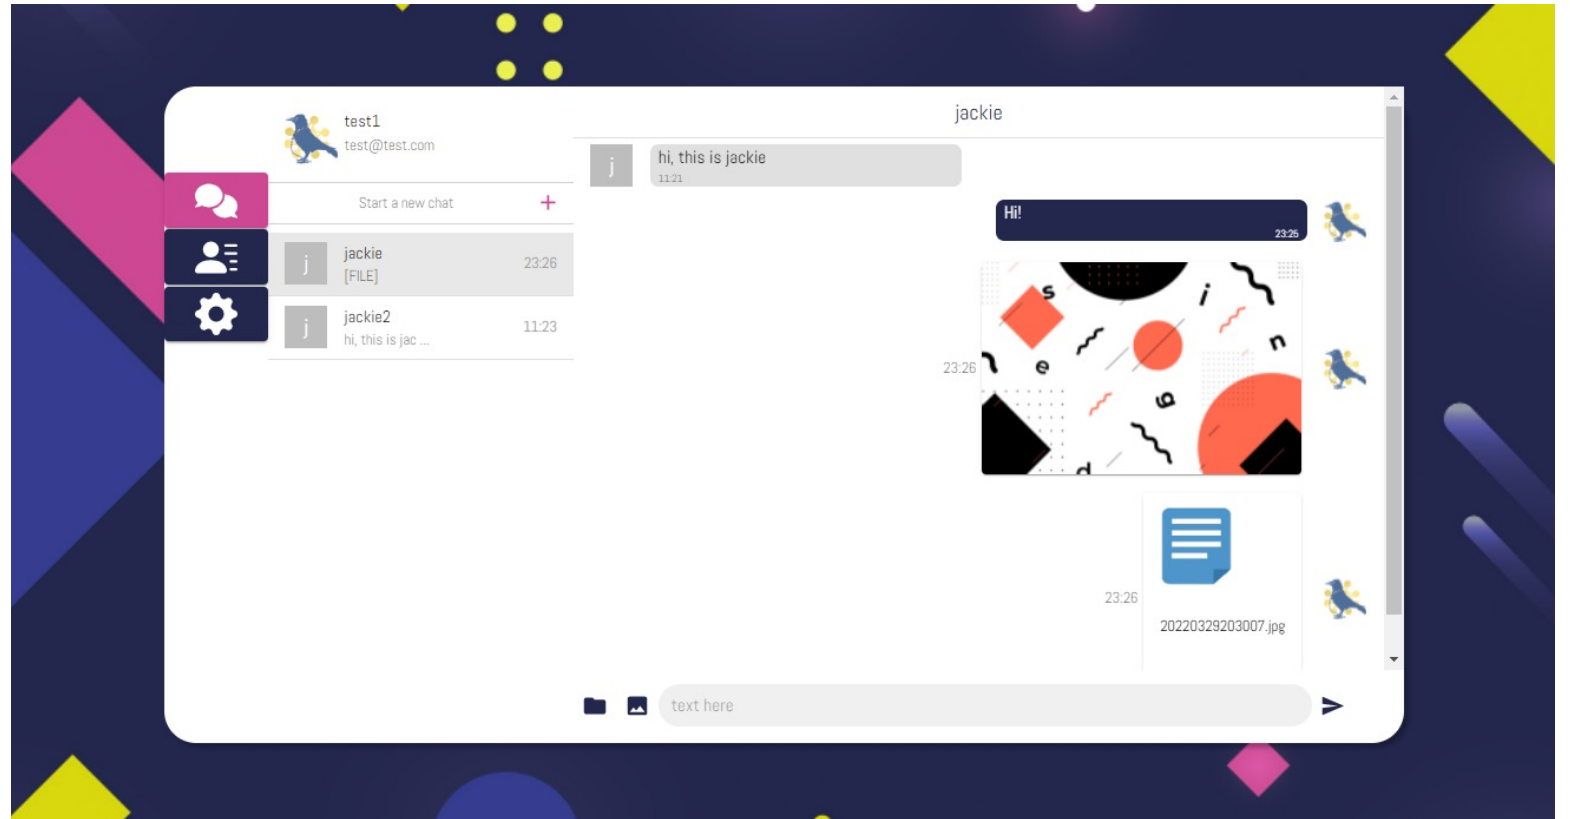 test1
test@test.com
Start a new chat
j
jackie
23:26
[FILE]
j
jackie2
11:23
hi, this is jac ...
jackie
j
hi, this is jackie
11:21
Hi!
23:26
s
i
n
e
g
d
23:26
23:26
20220329203007.jpg
text here